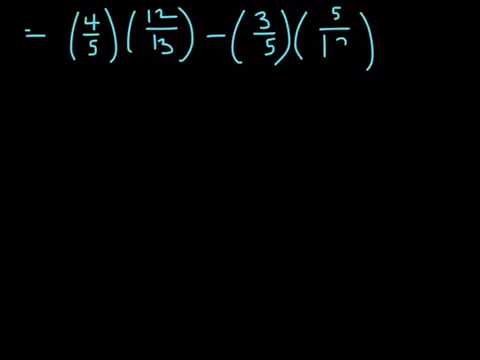 = (4/5)(12/13) - (3/5)(5/1